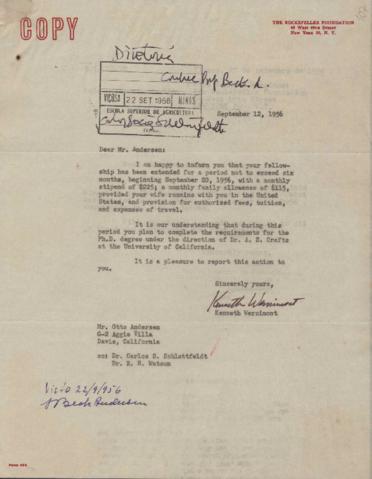 COPY
THE ROCKEFELLER FOUNDATION
49 West 49th Street
New York 20, N. Y.
Diretoria
VIÇOSA 22 SET 1956 MINAS
ESCOLA SUPERIOR DE AGRICULTURA
September 12, 1956
Dear Mr. Andersen:
I am happy to inform you that your fellow-
ship has been extended for a period not to exceed six
months, beginning September 20, 1956, with a monthly
stipend of $225; a monthly family allowance of $115,
provided your wife remains with you in the United
States, and provision for authorized fees, tuition,
and expenses of travel.
It is our understanding that during this
period you plan to complete the requirements for the
Ph.D. degree under the direction of Dr. A. S. Crafts
at the University of California.
It is a pleasure to report this action to
you.
Sincerely yours,
Kenneth Wernimont
Kenneth Wernimont
Mr. Otto Andersen
G-2 Aggie Villa
Davis, California
cc: Dr. Carlos S. Schlottfeldt
Dr. E. R. Watson
Visto 22/9/956
Beck Andersen